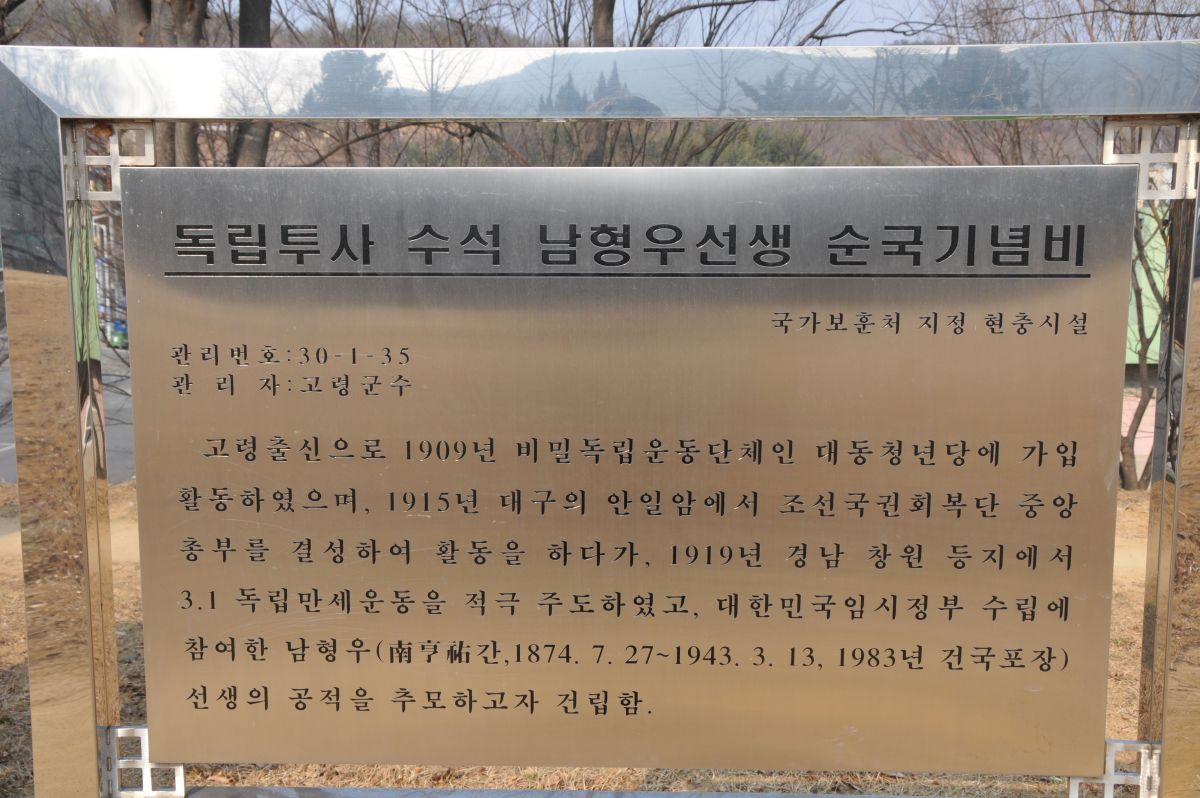 독립투사 수석 남형우선생 순국기념비
국가보훈처 지정 현충시설
관리번호:30-1-35
관 리 자:고령군수
고령출신으로 1909년 비밀독립운동단체인 대동청년당에 가입
활동하였으며, 1915년 대구의 안일암에서 조선국권회복단 중앙
총부를 결성하여 활동을 하다가, 1919년 경남 창원 등지에서
3.1 독립만세운동을 적극 주도하였고, 대한민국임시정부 수립에
참여한 남형우(南亨祐간,1874. 7. 27~1943. 3. 13, 1983년 건국포장)
선생의 공적을 추모하고자 건립함.